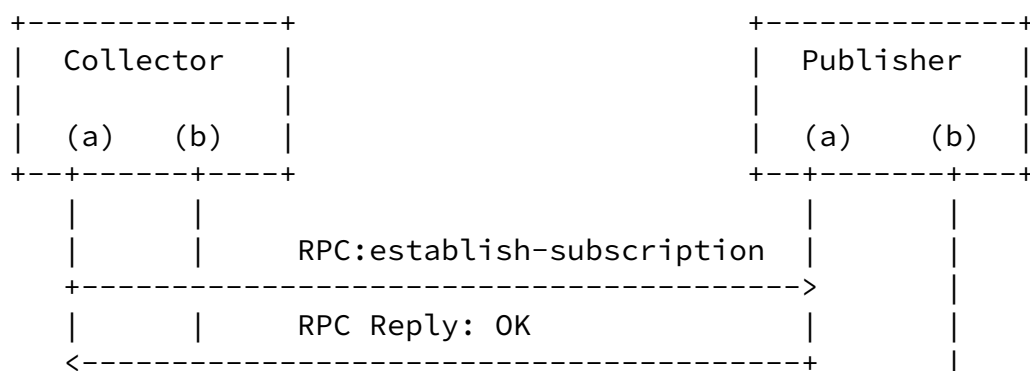 Collector Publisher
(a) (b) (a) (b)
RPC:establish-subscription
RPC Reply: OK